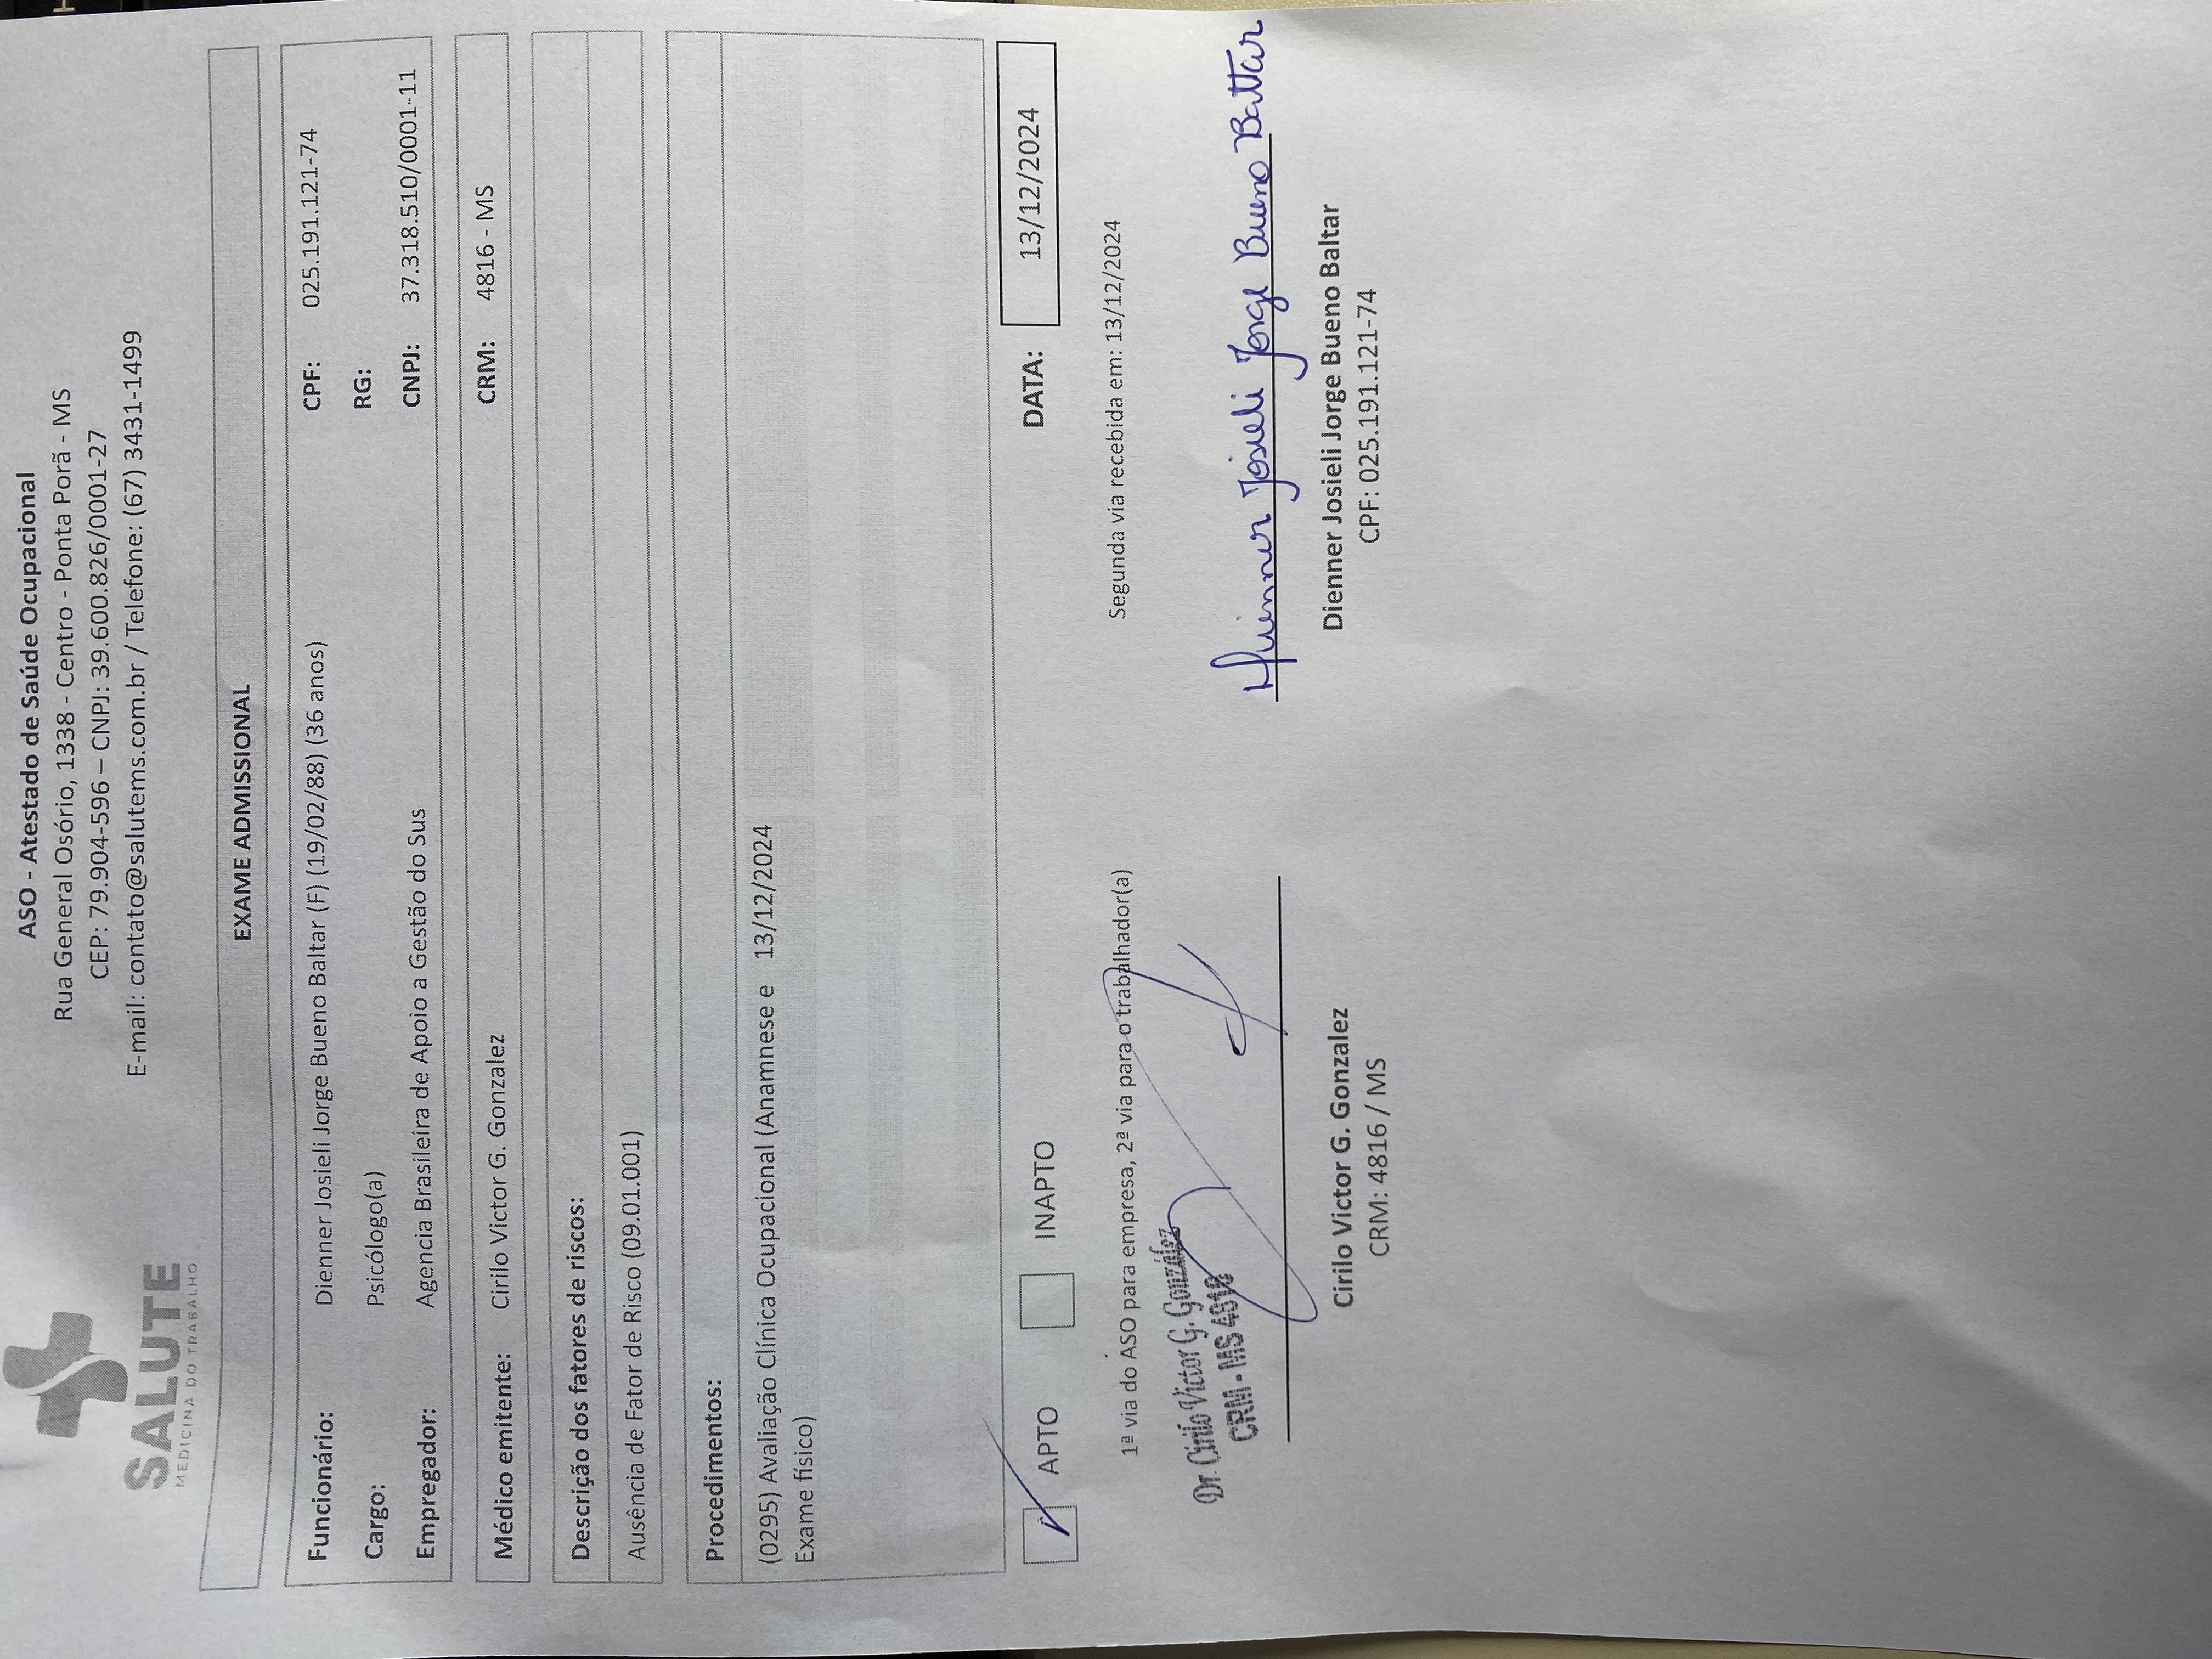 SALUTE
MEDICINA DO TRABALHO
ASO - Atestado de Saúde Ocupacional
Rua General Osório, 1338 - Centro - Ponta Porã - MS
CEP: 79.904-596 – CNPJ: 39.600.826/0001-27
E-mail: contato@salutems.com.br / Telefone: (67) 3431-1499
EXAME ADMISSIONAL
Funcionário: Dienner Josieli Jorge Bueno Baltar (F) (19/02/88) (36 anos) CPF: 025.191.121-74
Cargo: Psicólogo(a) RG:
Empregador: Agencia Brasileira de Apoio a Gestão do Sus CNPJ: 37.318.510/0001-11
Médico emitente: Cirilo Victor G. Gonzalez CRM: 4816 - MS
Descrição dos fatores de riscos:
Ausência de Fator de Risco (09.01.001)
Procedimentos:
(0295) Avaliação Clínica Ocupacional (Anamnese e 13/12/2024
Exame físico)
APTO INAPTO DATA: 13/12/2024
1ª via do ASO para empresa, 2ª via para o trabalhador(a) Segunda via recebida em: 13/12/2024
Dr. Cirilo Victor G. González
CRM - MS 4816
Dienner Josieli Jorge Bueno Baltar
Cirilo Victor G. Gonzalez Dienner Josieli Jorge Bueno Baltar
CRM: 4816 / MS CPF: 025.191.121-74